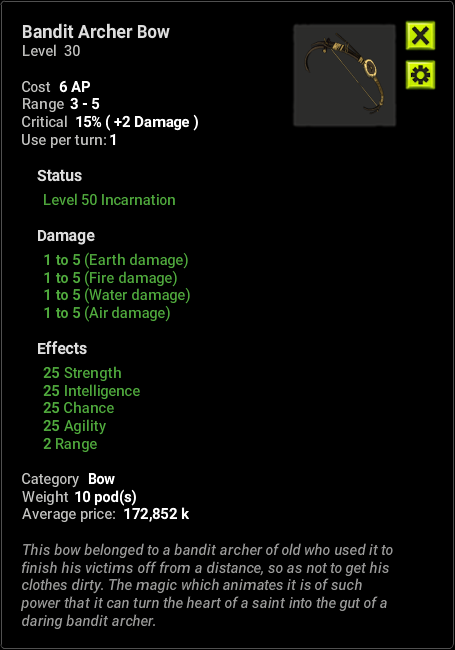 Bandit Archer Bow
Level 30
Cost 6 AP
Range 3 - 5
Critical 15% ( +2 Damage )
Use per turn: 1
Status
Level 50 Incarnation
Damage
1 to 5 (Earth damage)
1 to 5 (Fire damage)
1 to 5 (Water damage)
1 to 5 (Air damage)
Effects
25 Strength
25 Intelligence
25 Chance
25 Agility
2 Range
Category Bow
Weight 10 pod(s)
Average price: 172,852 k
This bow belonged to a bandit archer of old who used it to
finish his victims off from a distance, so as not to get his
clothes dirty. The magic which animates it is of such
power that it can turn the heart of a saint into the gut of a
daring bandit archer.